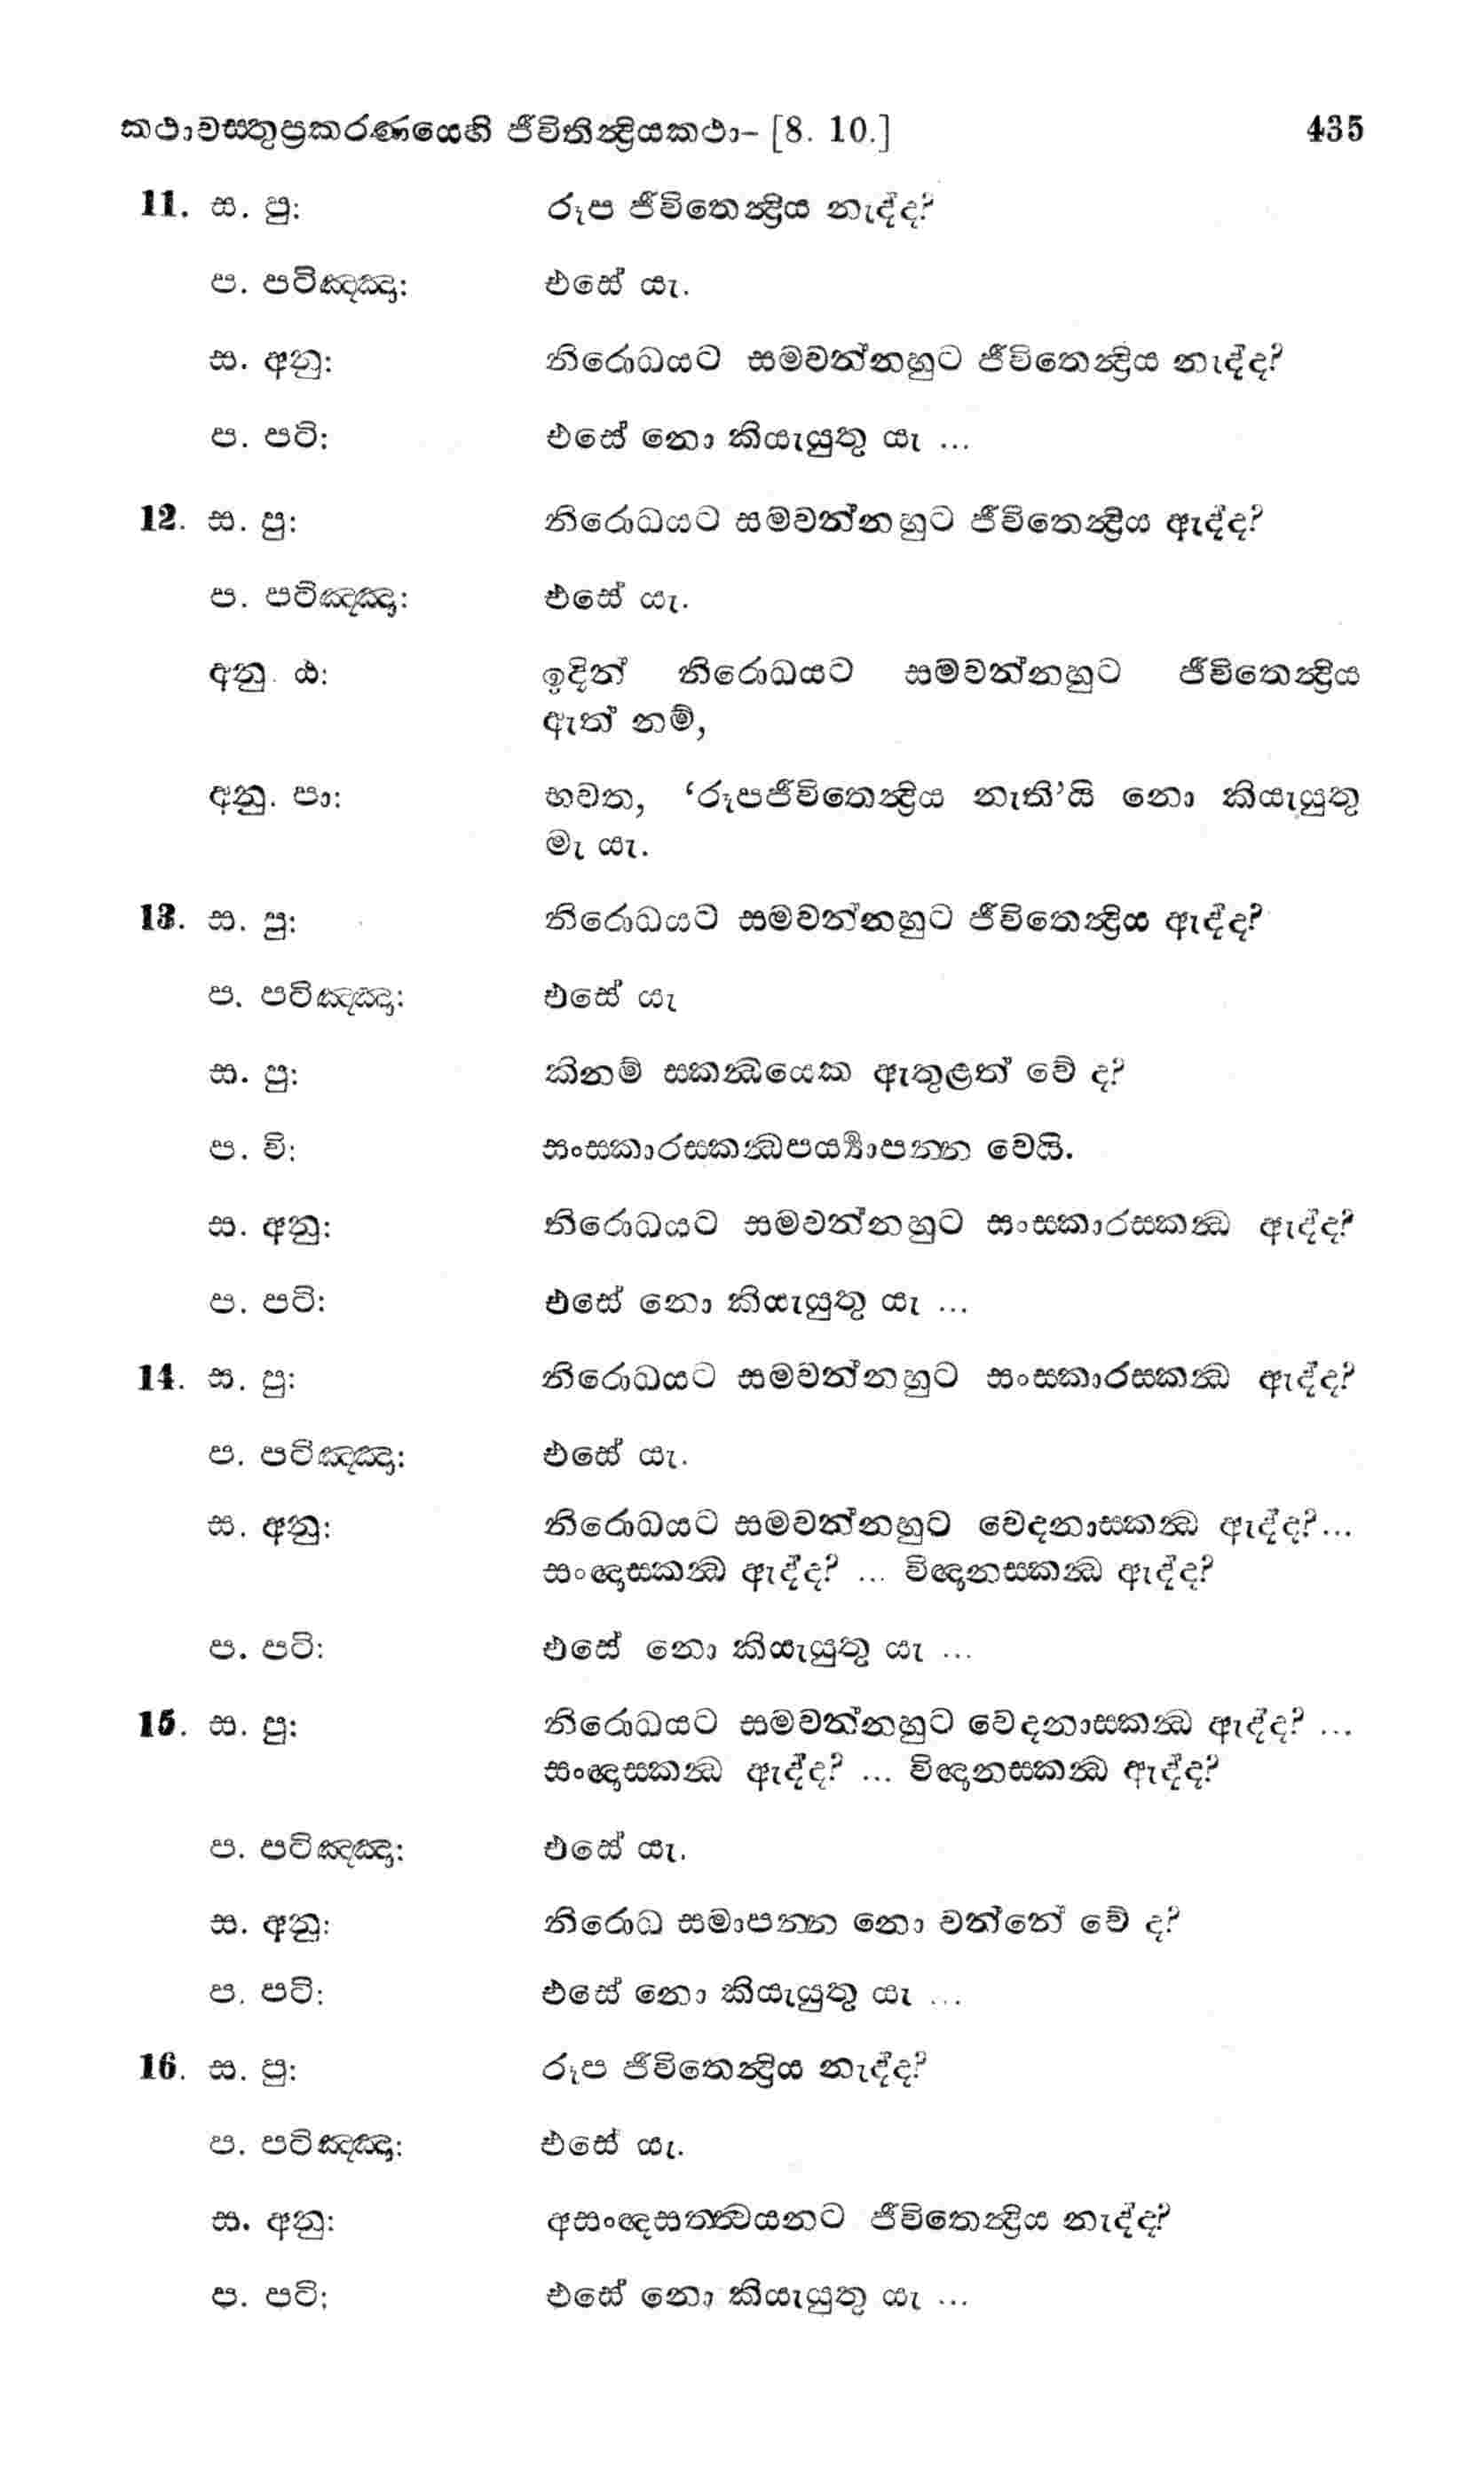 කථාවස්තුප්‍රකරණයෙහි ජීවිතින්‍ද්‍රියකථා– [8. 10.] 435
11. ස. පු: රූප ජීවිතෙන්‍ද්‍රිය නැද්ද?
ප. පටිඤ්ඤා: එසේ යැ.
ස. අනු: නිරොධයට සමවන්නහුට ජීවිතෙන්‍ද්‍රිය නැද්ද?
ප. පටි: එසේ නො කියැයුතු යැ ...
12. ස. පු: නිරොධයට සමවන්නහුට ජීවිතෙන්‍ද්‍රිය ඇද්ද?
ප. පටිඤ්ඤා: එසේ යැ.
අනු. ඨ: ඉදින් නිරොධයට සමවන්නහුට ජීවිතෙන්‍ද්‍රිය
ඇත් නම්,
අනු. පා: භවත, ‘රූපජීවිතෙන්‍ද්‍රිය නැති’යි නො කියැයුතු
මැ යැ.
13. ස. පු: නිරොධයට සමවන්නහුට ජීවිතෙන්‍ද්‍රිය ඇද්ද?
ප. පටිඤ්ඤා: එසේ යැ
ස. පු: කිනම් ස්කන්‍ධයෙක ඇතුළත් වේ ද?
ප. වි: සංස්කාරස්කන්‍ධපර්‍ය්‍යාපන්න වෙයි.
ස. අනු: නිරොධයට සමවන්නහුට සංස්කාරස්කන්‍ධ ඇද්ද?
ප. පටි: එසේ නො කියැයුතු යැ ...
14. ස. පු: නිරොධයට සමවන්නහුට සංස්කාරස්කන්‍ධ ඇද්ද?
ප. පටිඤ්ඤා: එසේ යැ.
ස. අනු: නිරොධයට සමවන්නහුට වෙදනාස්කන්‍ධ ඇද්ද?...
සංඥාස්කන්‍ධ ඇද්ද? ... විඥානස්කන්‍ධ ඇද්ද?
ප. පටි: එසේ නො කියැයුතු යැ ...
15. ස. පු: නිරොධයට සමවන්නහුට වෙදනාස්කන්‍ධ ඇද්ද? ...
සංඥාස්කන්‍ධ ඇද්ද? ... විඥානස්කන්‍ධ ඇද්ද?
ප. පටිඤ්ඤා: එසේ යැ.
ස. අනු: නිරොධ සමාපන්න නො වන්නේ වේ ද?
ප. පටි: එසේ නො කියැයුතු යැ ...
16. ස. පු: රූප ජීවිතෙන්‍ද්‍රිය නැද්ද?
ප. පටිඤ්ඤා: එසේ යැ.
ස. අනු: අසංඥසත්ත්‍වයනට ජීවිතෙන්‍ද්‍රිය නැද්ද?
ප. පටි: එසේ නො කියැයුතු යැ ...